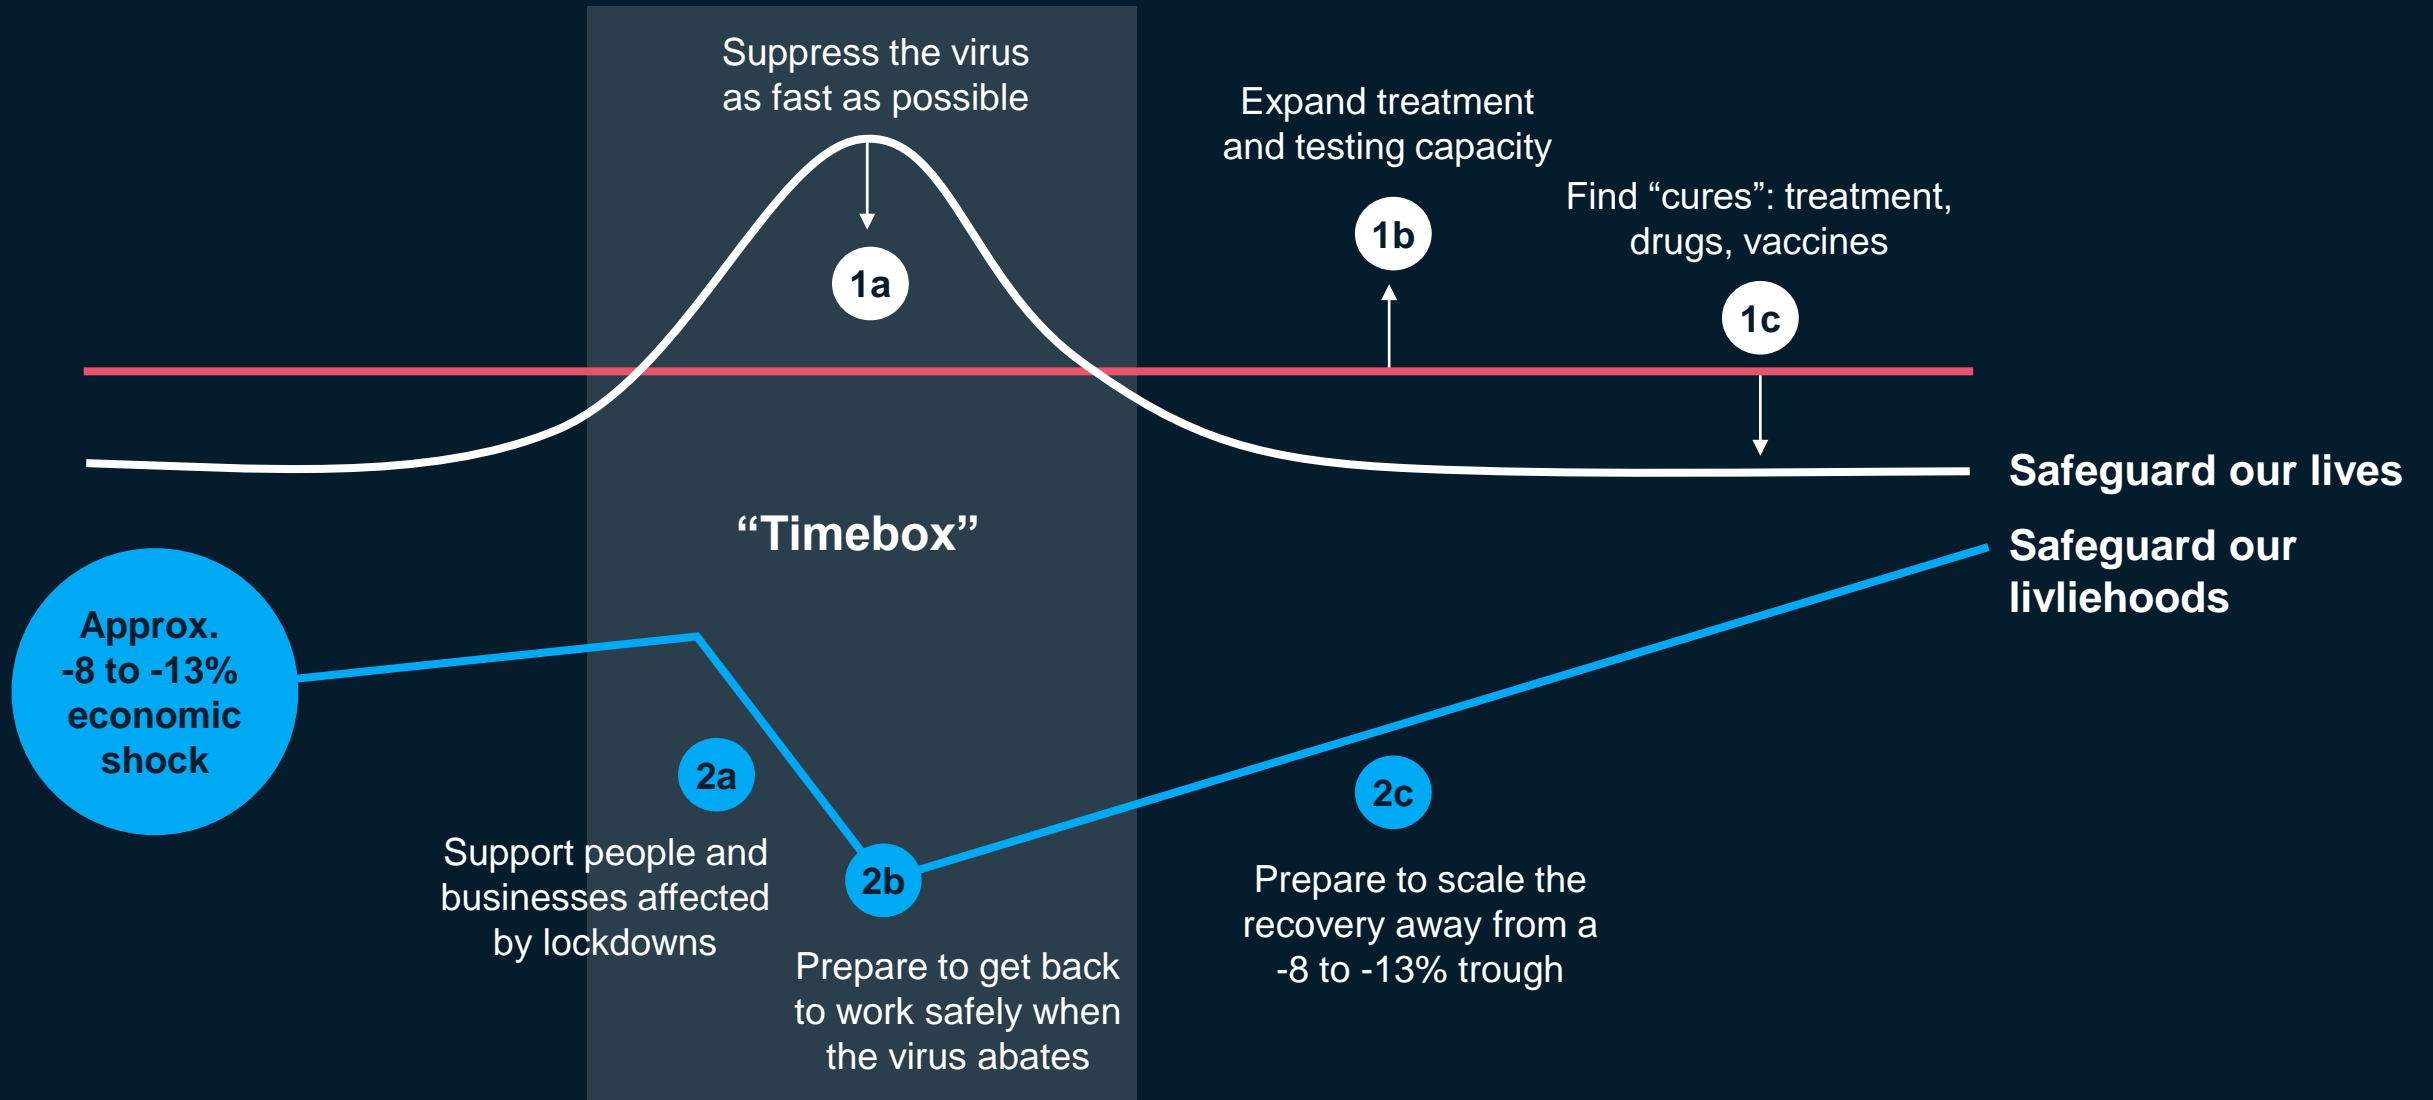 Suppress the virus
as fast as possible
1a
Expand treatment
and testing capacity
1b
Find “cures”: treatment,
drugs, vaccines
1c
Safeguard our lives
“Timebox”
Safeguard our
livliehoods
Approx.
-8 to -13%
economic
shock
2a
Support people and
businesses affected
by lockdowns
2b
Prepare to get back
to work safely when
the virus abates
2c
Prepare to scale the
recovery away from a
-8 to -13% trough